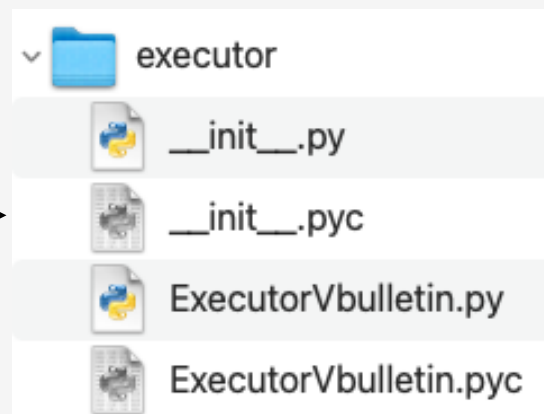 executor
__init__.py
__init__.pyc
ExecutorVbulletin.py
ExecutorVbulletin.pyc